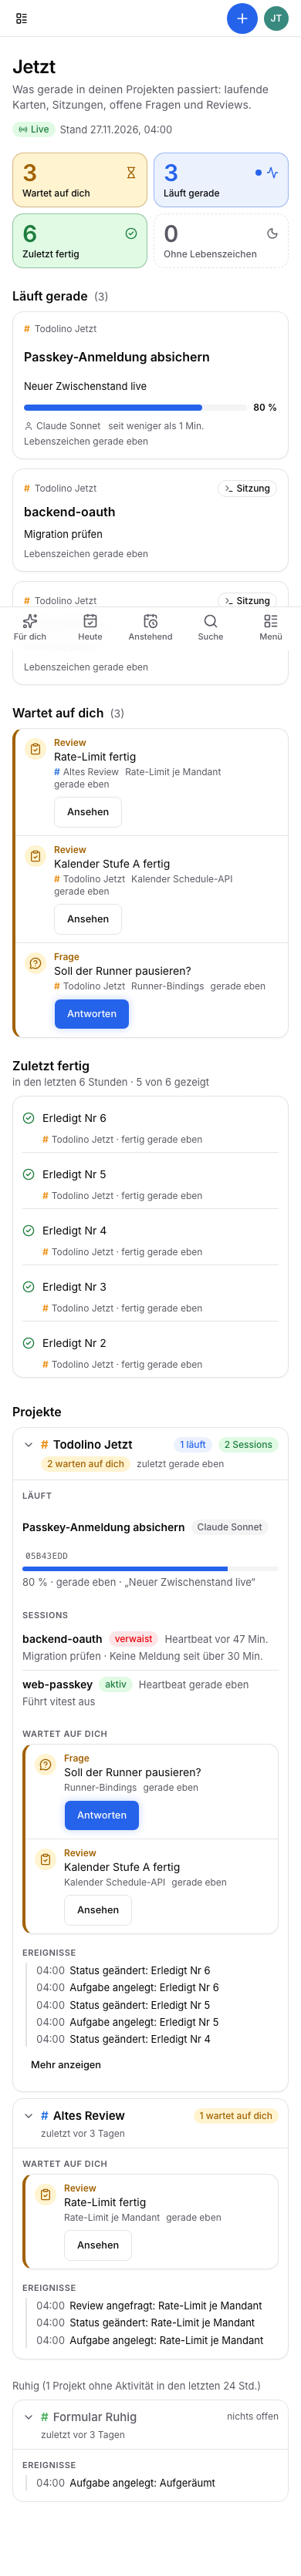 JT
Jetzt
Was gerade in deinen Projekten passiert: laufende
Karten, Sitzungen, offene Fragen und Reviews.
Live Stand 27.11.2026, 04:00
3
Wartet auf dich
3
Läuft gerade
6
Zuletzt fertig
0
Ohne Lebenszeichen
Läuft gerade (3)
# Todolino Jetzt
Passkey-Anmeldung absichern
Neuer Zwischenstand live
80 %
Claude Sonnet seit weniger als 1 Min.
Lebenszeichen gerade eben
# Todolino Jetzt Sitzung
backend-oauth
Migration prüfen
Lebenszeichen gerade eben
# Todolino Jetzt Sitzung
Für dich Heute Anstehend Suche Menü
Lebenszeichen gerade eben
Wartet auf dich (3)
Review
Rate-Limit fertig
# Altes Review Rate-Limit je Mandant
gerade eben
Ansehen
Review
Kalender Stufe A fertig
# Todolino Jetzt Kalender Schedule-API
gerade eben
Ansehen
Frage
Soll der Runner pausieren?
# Todolino Jetzt Runner-Bindings gerade eben
Antworten
Zuletzt fertig
in den letzten 6 Stunden · 5 von 6 gezeigt
Erledigt Nr 6
# Todolino Jetzt · fertig gerade eben
Erledigt Nr 5
# Todolino Jetzt · fertig gerade eben
Erledigt Nr 4
# Todolino Jetzt · fertig gerade eben
Erledigt Nr 3
# Todolino Jetzt · fertig gerade eben
Erledigt Nr 2
# Todolino Jetzt · fertig gerade eben
Projekte
# Todolino Jetzt 1 läuft 2 Sessions
2 warten auf dich zuletzt gerade eben
LÄUFT
Passkey-Anmeldung absichern Claude Sonnet
05B43EDD
80 % · gerade eben · „Neuer Zwischenstand live“
SESSIONS
backend-oauth verwaist Heartbeat vor 47 Min.
Migration prüfen · Keine Meldung seit über 30 Min.
web-passkey aktiv Heartbeat gerade eben
Führt vitest aus
WARTET AUF DICH
Frage
Soll der Runner pausieren?
Runner-Bindings gerade eben
Antworten
Review
Kalender Stufe A fertig
Kalender Schedule-API gerade eben
Ansehen
EREIGNISSE
04:00 Status geändert: Erledigt Nr 6
04:00 Aufgabe angelegt: Erledigt Nr 6
04:00 Status geändert: Erledigt Nr 5
04:00 Aufgabe angelegt: Erledigt Nr 5
04:00 Status geändert: Erledigt Nr 4
Mehr anzeigen
# Altes Review 1 wartet auf dich
zuletzt vor 3 Tagen
WARTET AUF DICH
Review
Rate-Limit fertig
Rate-Limit je Mandant gerade eben
Ansehen
EREIGNISSE
04:00 Review angefragt: Rate-Limit je Mandant
04:00 Status geändert: Rate-Limit je Mandant
04:00 Aufgabe angelegt: Rate-Limit je Mandant
Ruhig (1 Projekt ohne Aktivität in den letzten 24 Std.)
# Formular Ruhig nichts offen
zuletzt vor 3 Tagen
EREIGNISSE
04:00 Aufgabe angelegt: Aufgeräumt